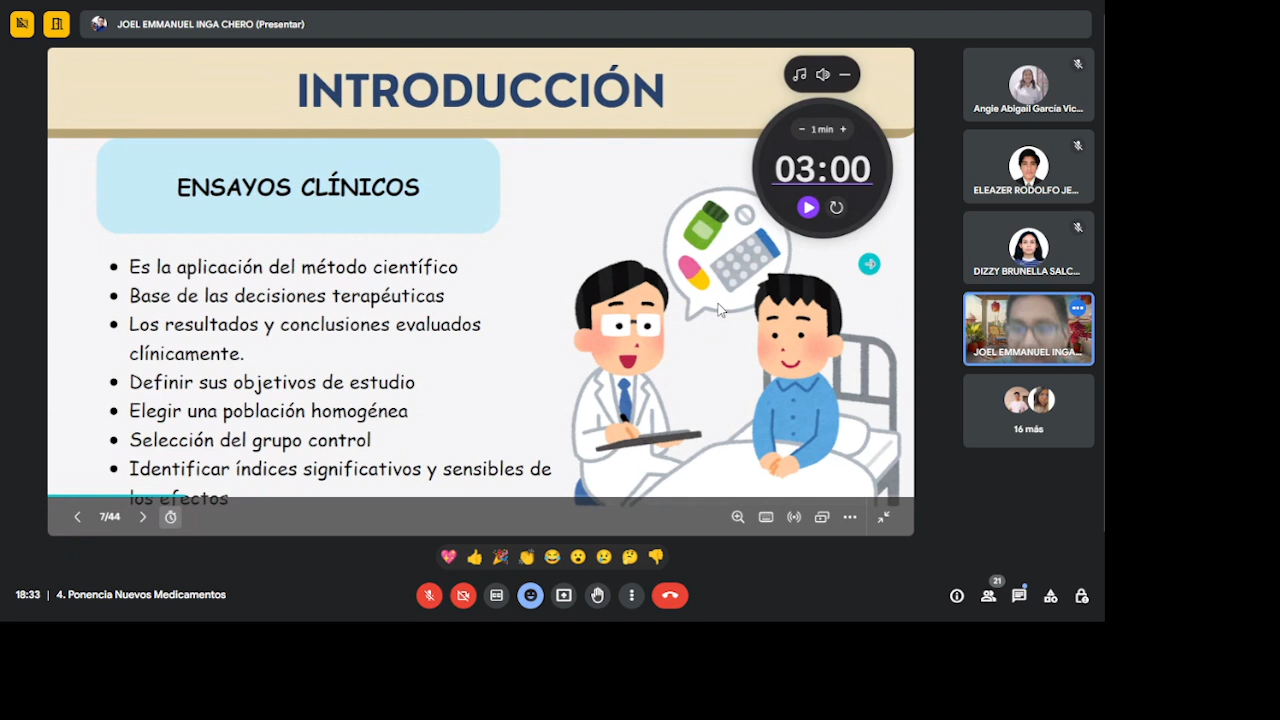 JOEL EMMANUEL INGA CHERO (Presentar)
INTRODUCCIÓN
1 min
03:00
ENSAYOS CLÍNICOS
Es la aplicación del método científico
Base de las decisiones terapéuticas
Los resultados y conclusiones evaluados
clínicamente.
Definir sus objetivos de estudio
Elegir una población homogénea
Selección del grupo control
Identificar índices significativos y sensibles de
los efectos
7/44
Angie Abigail García Vic...
ELEAZER RODOLFO JE...
DIZZY BRUNELLA SALC...
JOEL EMMANUEL INGA...
16 más
18:33 | 4. Ponencia Nuevos Medicamentos
21